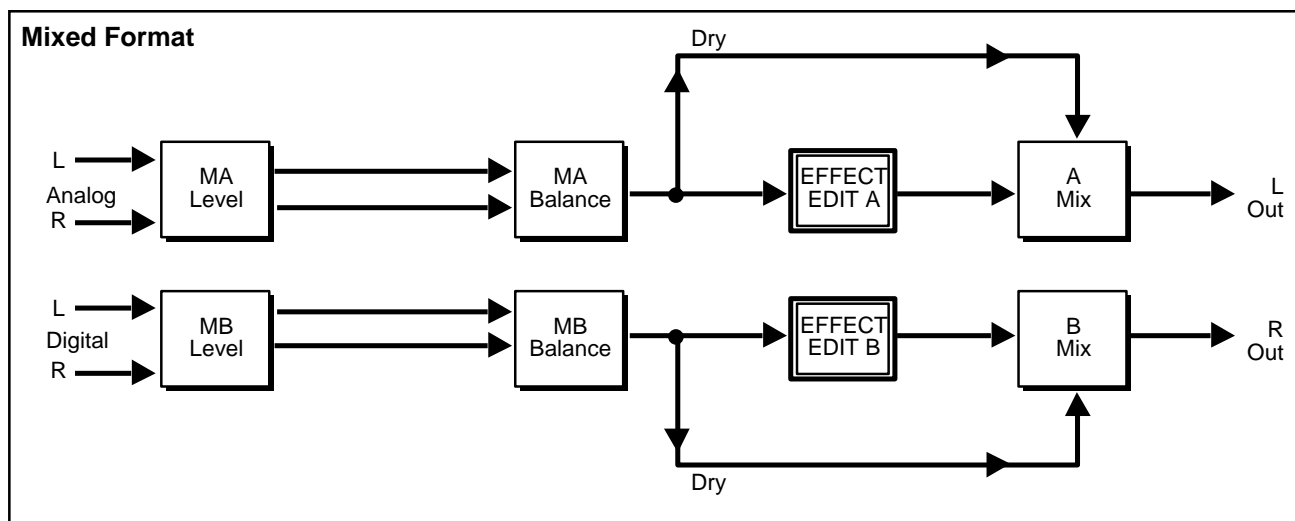 Mixed Format
Dry
L
Analog
R
MA
Level
MA
Balance
EFFECT
EDIT A
A
Mix
L
Out
L
Digital
R
MB
Level
MB
Balance
EFFECT
EDIT B
B
Mix
R
Out
Dry